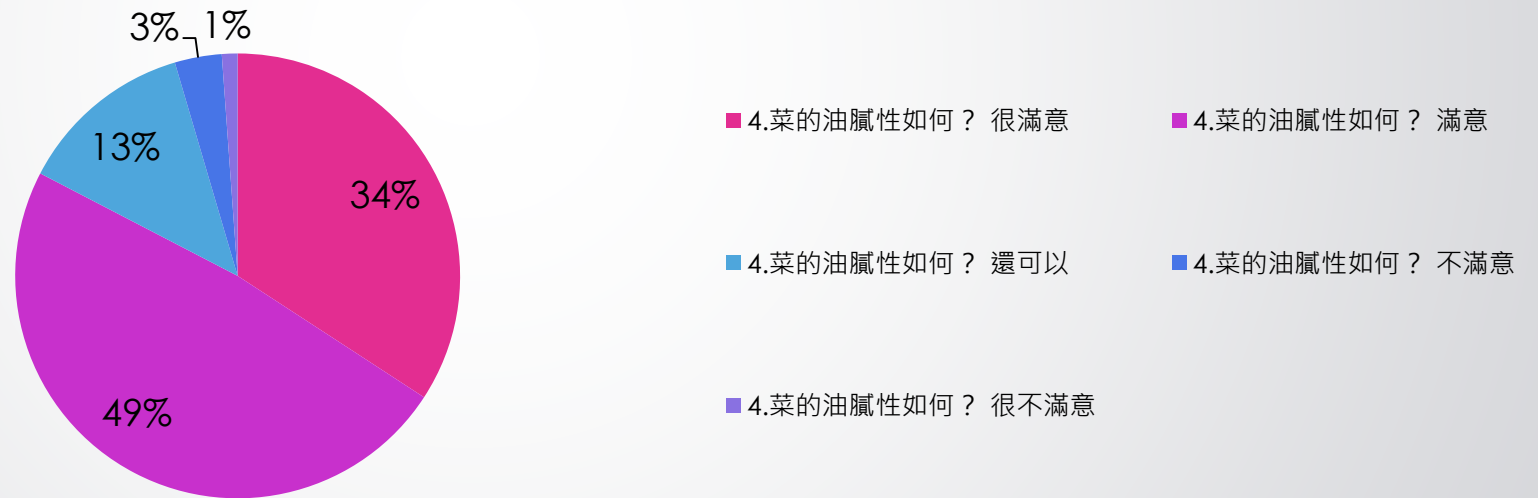 3% 1%
13%
34%
49%
4.菜的油膩性如何？ 很滿意
4.菜的油膩性如何？ 滿意
4.菜的油膩性如何？ 還可以
4.菜的油膩性如何？ 不滿意
4.菜的油膩性如何？ 很不滿意